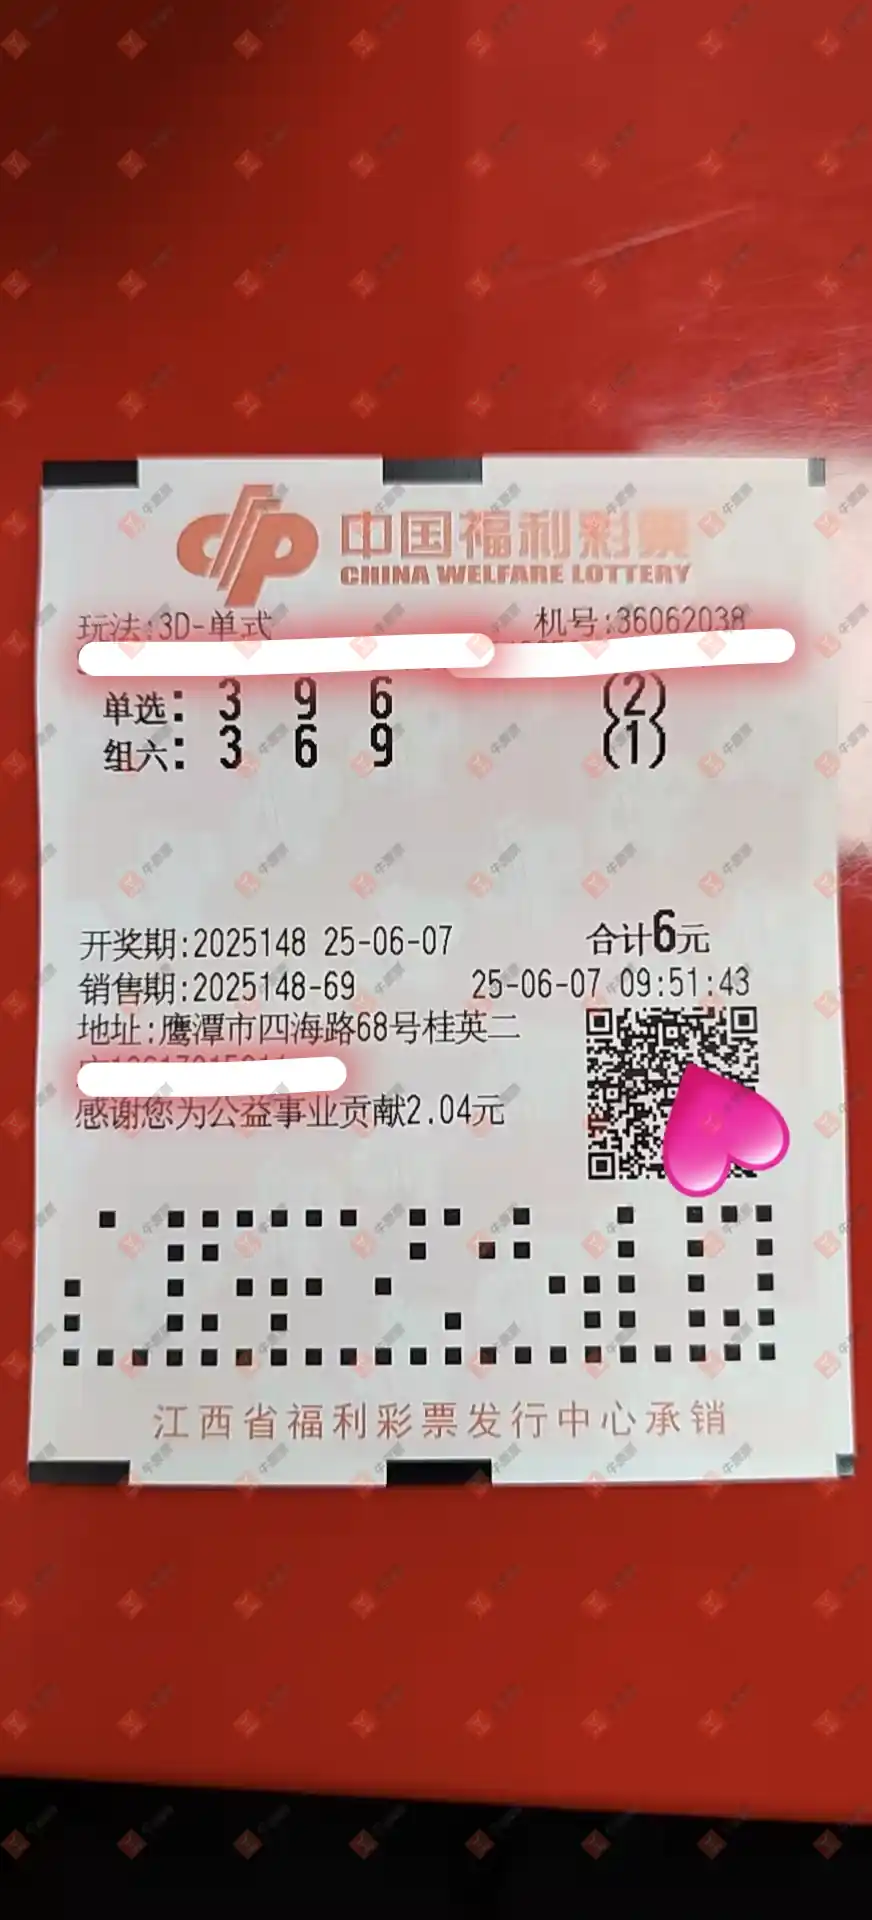 中国福利彩票
CHINA WELFARE LOTTERY
玩法:3D-单式 机号:36062038
单选: 3 9 6 (2)
组六: 3 6 9 (1)
开奖期:2025148 25-06-07 合计6元
销售期:2025148-69 25-06-07 09:51:43
地址:鹰潭市四海路68号桂英二
感谢您为公益事业贡献2.04元
江西省福利彩票发行中心承销